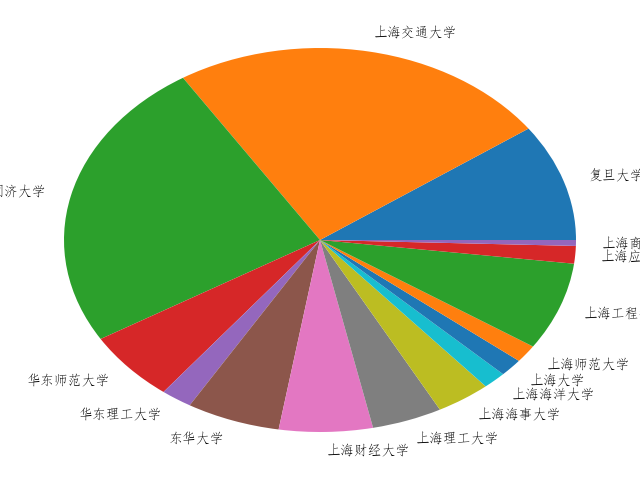 上海交通大学
复旦大学
济大学
上海商
上海应
上海工程
华东师范大学
上海师范大学
上海大学
上海海洋大学
华东理工大学
上海海事大学
东华大学
上海理工大学
上海财经大学